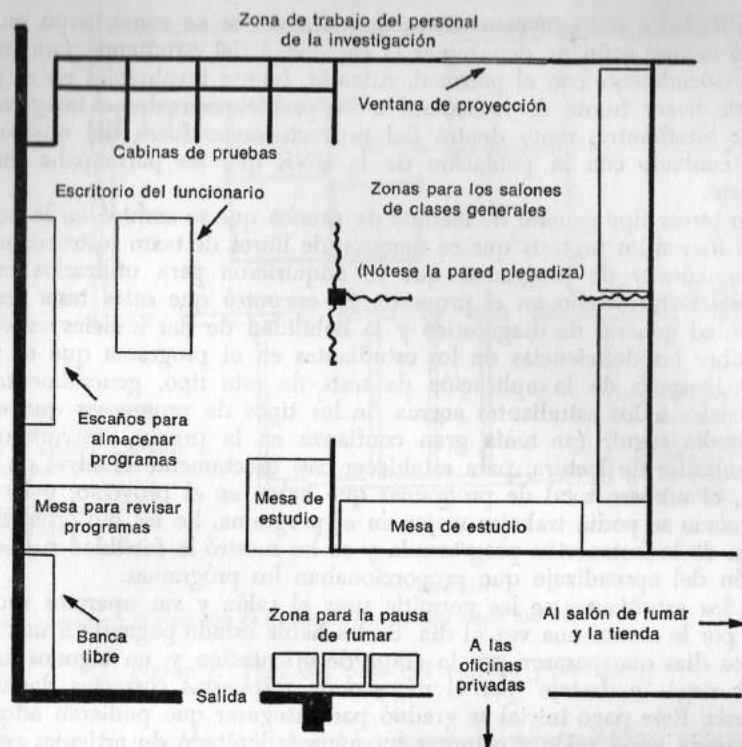 Zona de trabajo del personal
de la investigación
Ventana de proyección
Cabinas de pruebas
Escritorio del funcionario
Zonas para los salones
de clases generales
(Nótese la pared plegadiza)
Escaños para
almacenar
programas
Mesa para revisar
Mesa de
estudio
Mesa de estudio
Banca
libre
Zona para la pausa
de fumar
Al salón de fumar
y la tienda
A las
oficinas
privadas
Salida